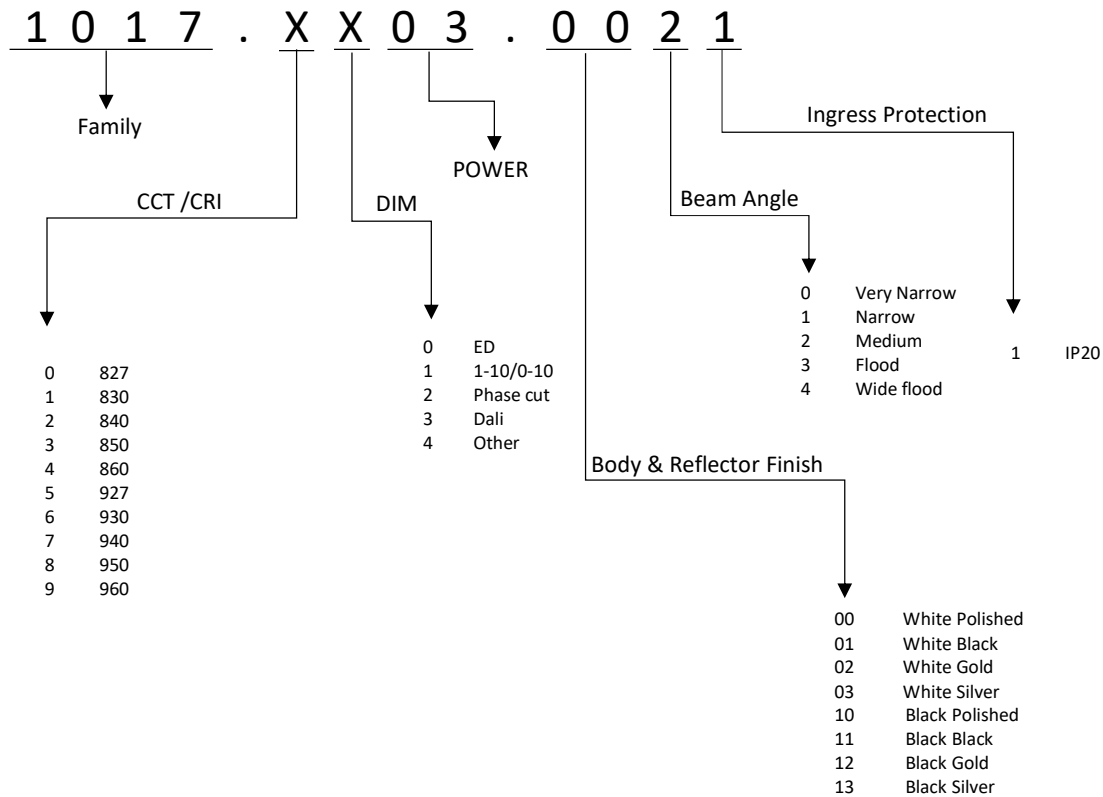 1 0 1 7 . X X 0 3 . 0 0 2 1
Family
POWER
Ingress Protection
CCT /CRI
DIM
Beam Angle
0 827
1 830
2 840
3 850
4 860
5 927
6 930
7 940
8 950
9 960
0 ED
1 1-10/0-10
2 Phase cut
3 Dali
4 Other
0 Very Narrow
1 Narrow
2 Medium
3 Flood
4 Wide flood
1 IP20
Body & Reflector Finish
00 White Polished
01 White Black
02 White Gold
03 White Silver
10 Black Polished
11 Black Black
12 Black Gold
13 Black Silver